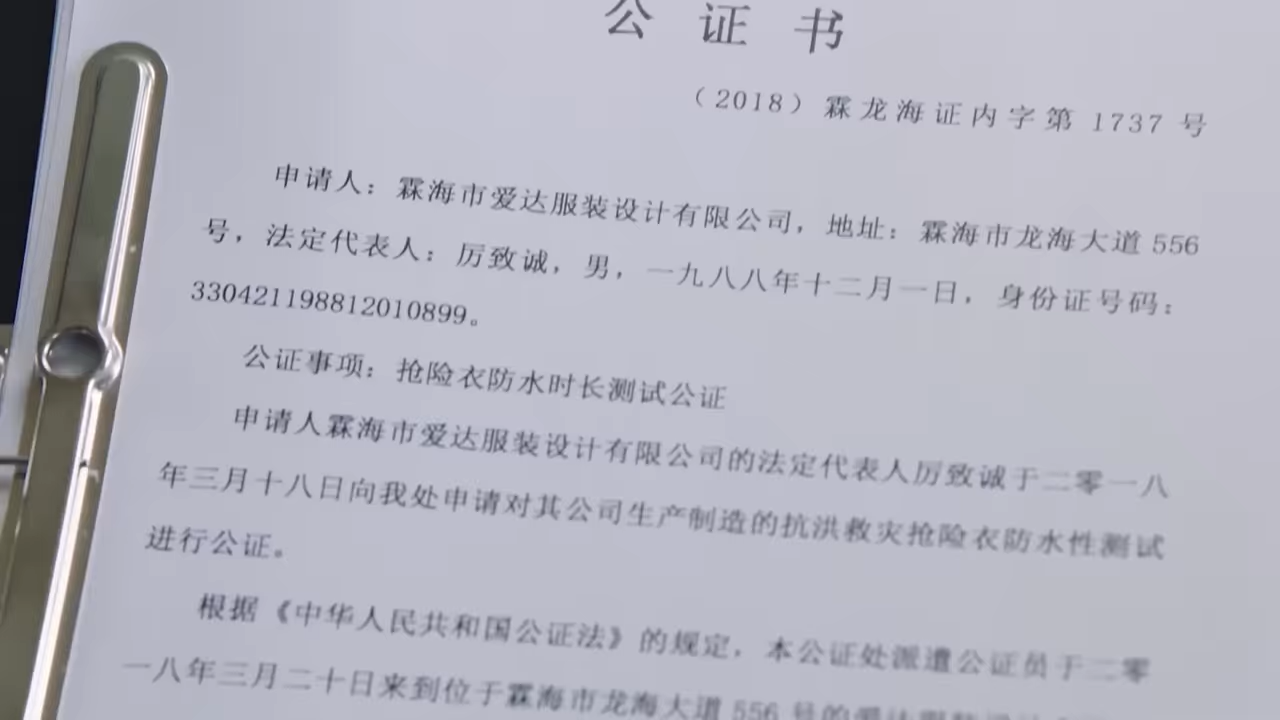 公证书
（2018）霖龙海证内字第 1737 号
申请人：霖海市爱达服装设计有限公司，地址：霖海市龙海大道 556
号，法定代表人：厉致诚，男，一九八八年十二月一日，身份证号码：
330421198812010899。
公证事项：抢险衣防水时长测试公证
申请人霖海市爱达服装设计有限公司的法定代表人厉致诚于二零一八
年三月十八日向我处申请对其公司生产制造的抗洪救灾抢险衣防水性测试
进行公证。
根据《中华人民共和国公证法》的规定，本公证处派遣公证员于二零
一八年三月二十日来到位于霖海市龙海大道 556 号的爱达服装